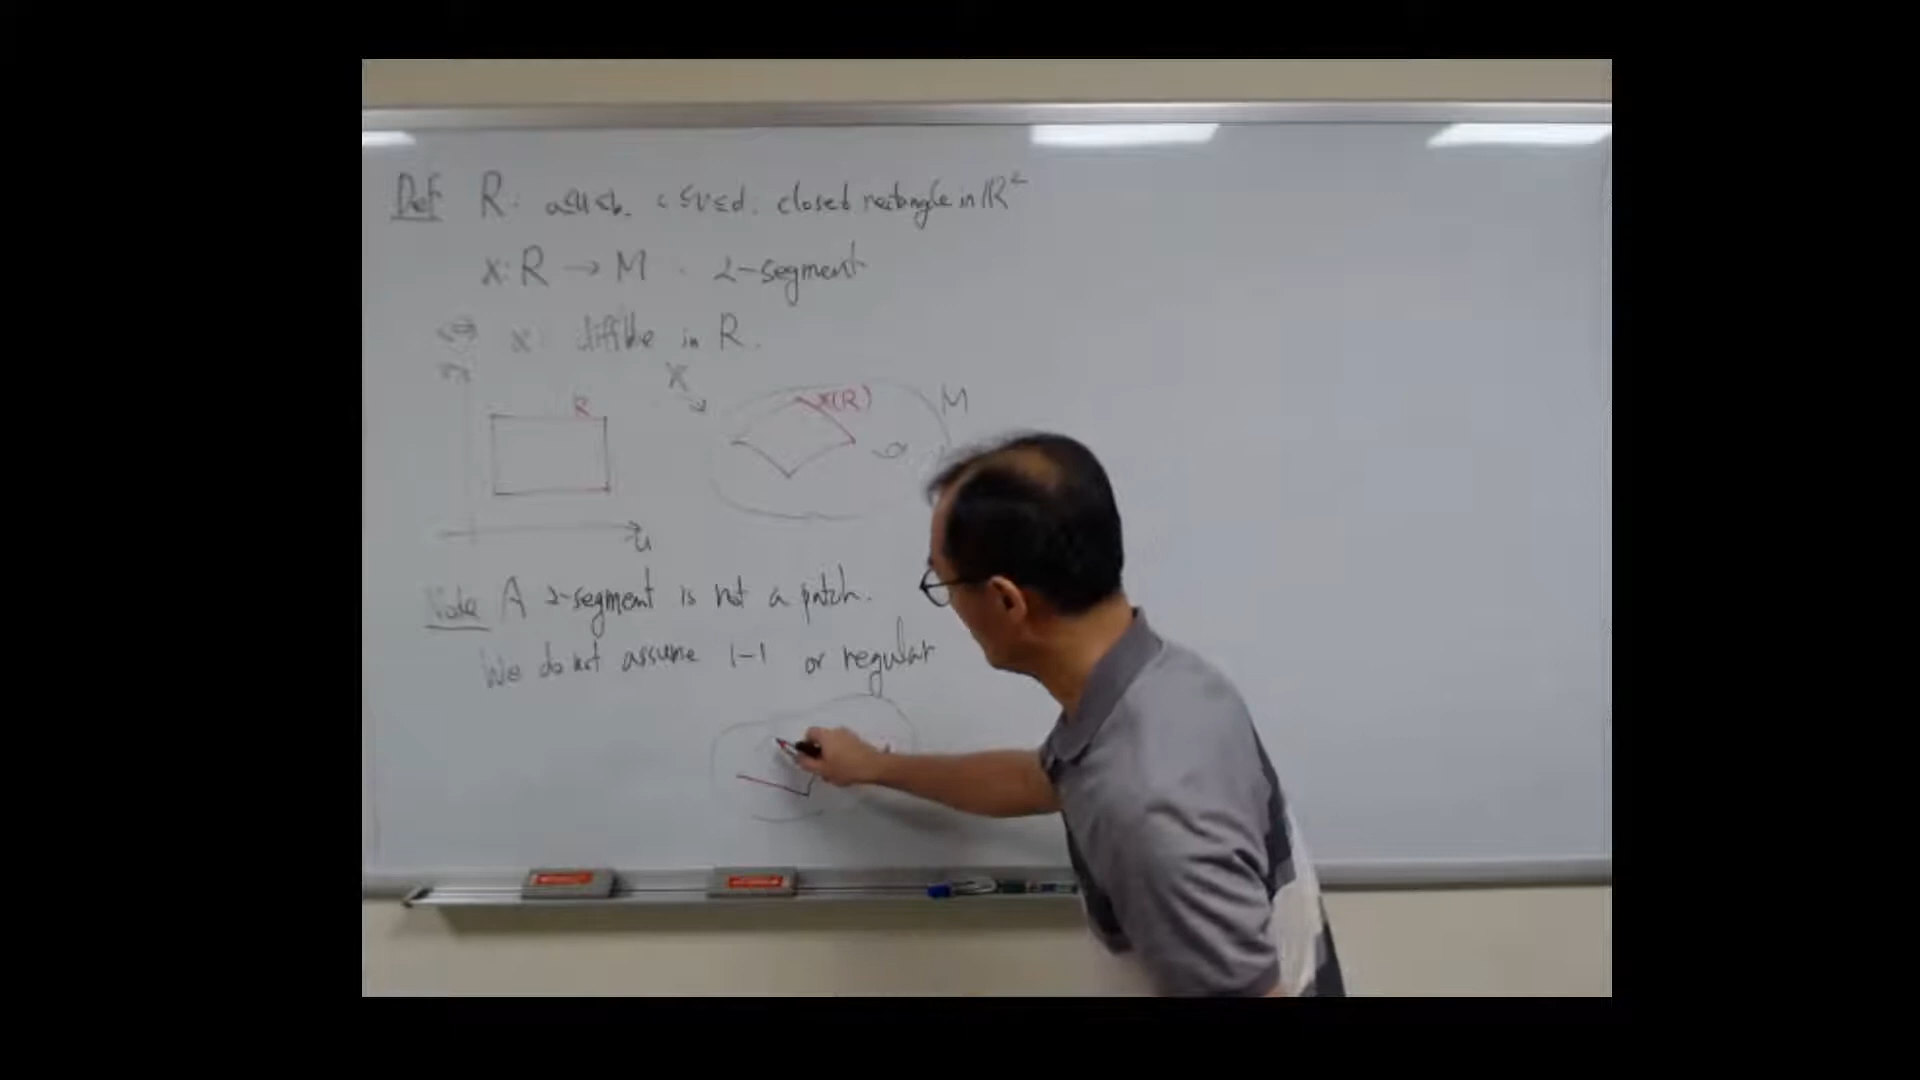 Def R: a≤u≤b. c≤v≤d. closed rectangle in ℝ²
x: R → M . 2-segment
x: diff'ble in R.
X
R
x(R)
M
u
Note A 2-segment is not a patch.
We do not assume 1-1 or regular